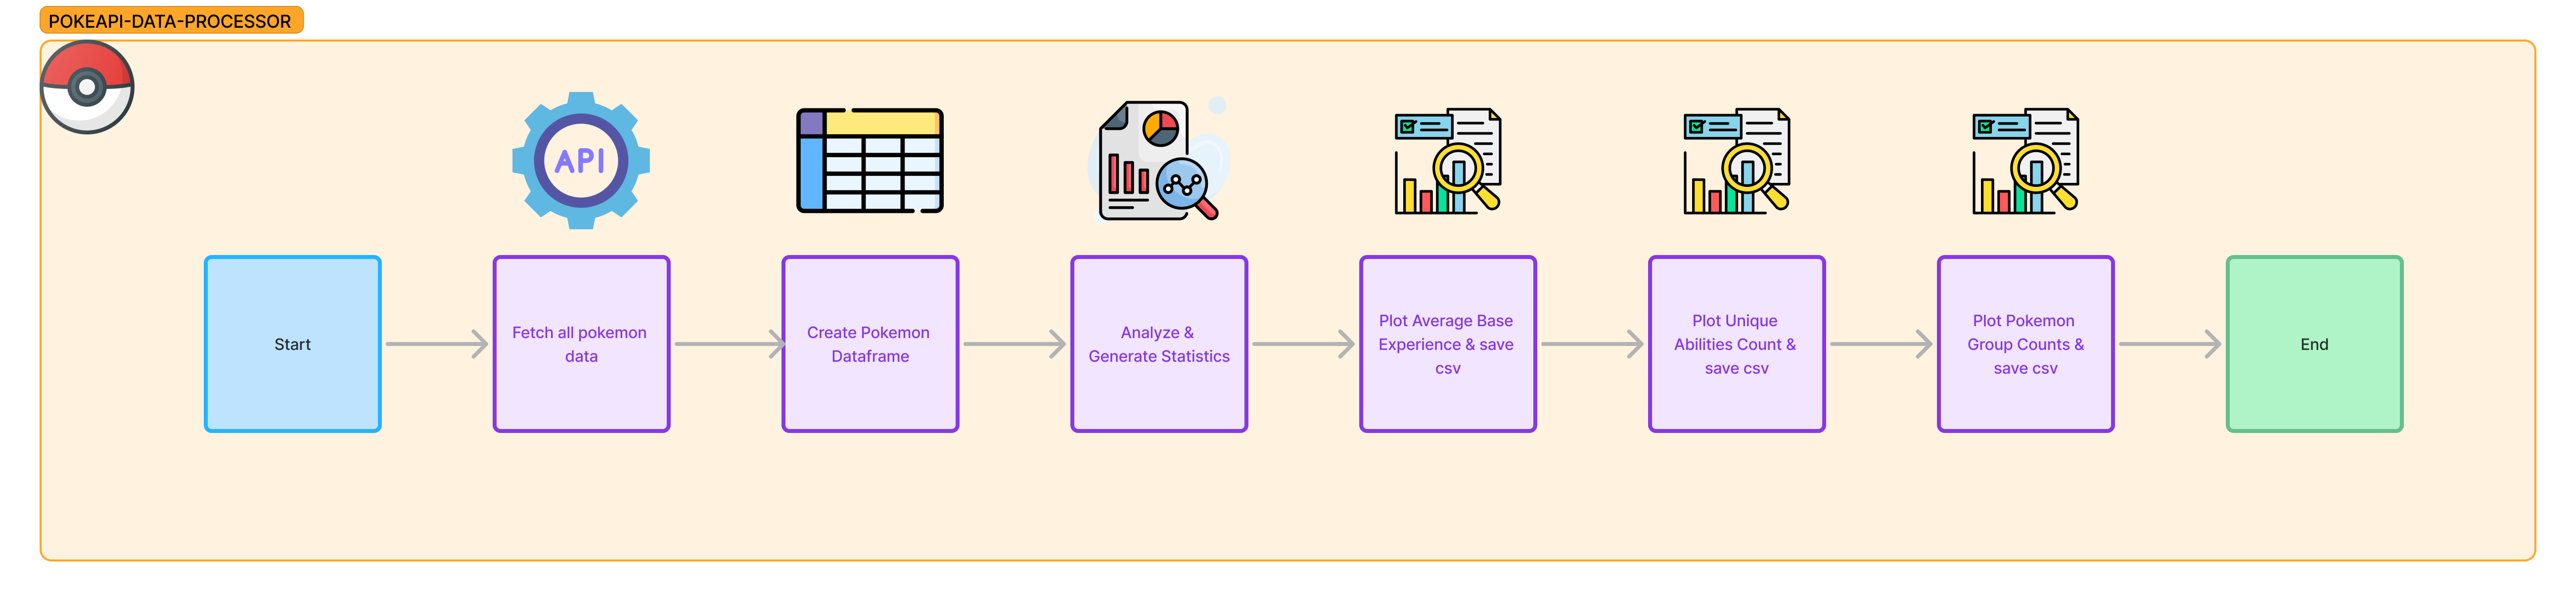 POKEAPI-DATA-PROCESSOR
API
Start
Fetch all pokemon
data
Create Pokemon
Dataframe
Analyze &
Generate Statistics
Plot Average Base
Experience & save
csv
Plot Unique
Abilities Count &
save csv
Plot Pokemon
Group Counts &
save csv
End